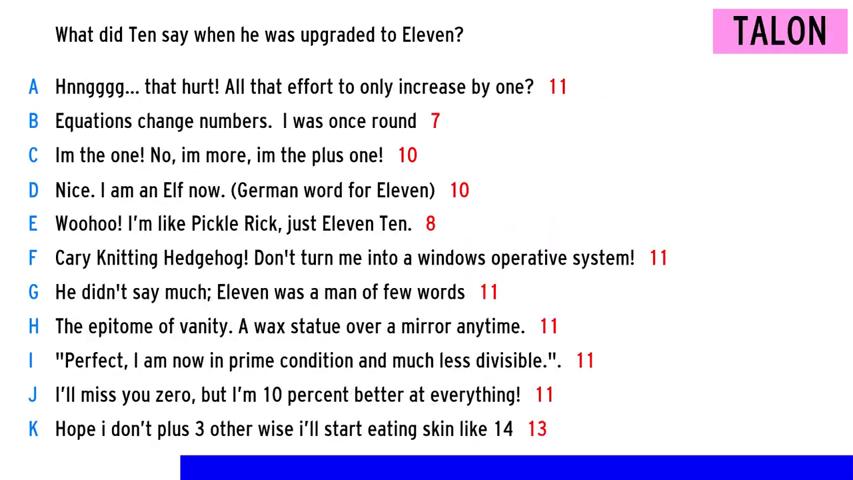 What did Ten say when he was upgraded to Eleven?
TALON
A Hnngggg... that hurt! All that effort to only increase by one? 11
B Equations change numbers. I was once round 7
C Im the one! No, im more, im the plus one! 10
D Nice. I am an Elf now. (German word for Eleven) 10
E Woohoo! I'm like Pickle Rick, just Eleven Ten. 8
F Cary Knitting Hedgehog! Don't turn me into a windows operative system! 11
G He didn't say much; Eleven was a man of few words 11
H The epitome of vanity. A wax statue over a mirror anytime. 11
I "Perfect, I am now in prime condition and much less divisible.". 11
J I'll miss you zero, but I'm 10 percent better at everything! 11
K Hope i don't plus 3 other wise i'll start eating skin like 14 13